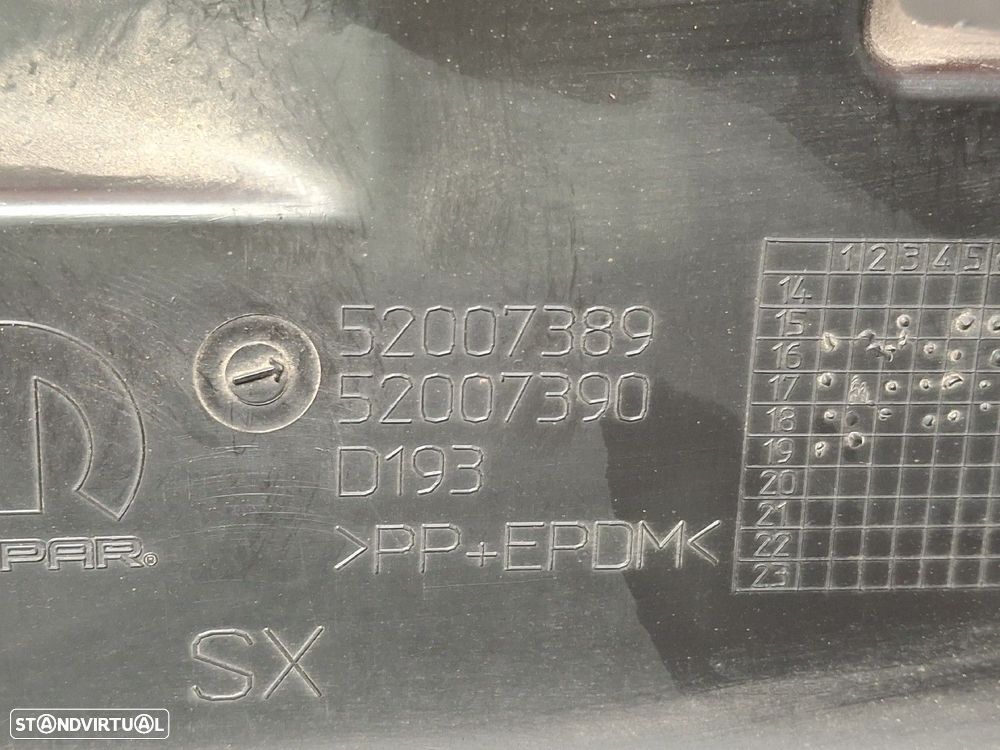 52007389
52007390
D193
>PP+EPDM<
PAR®
SX
1 2 3 4 5
14
15
16
17
18
19
20
21
22
23
STANDVIRTUAL